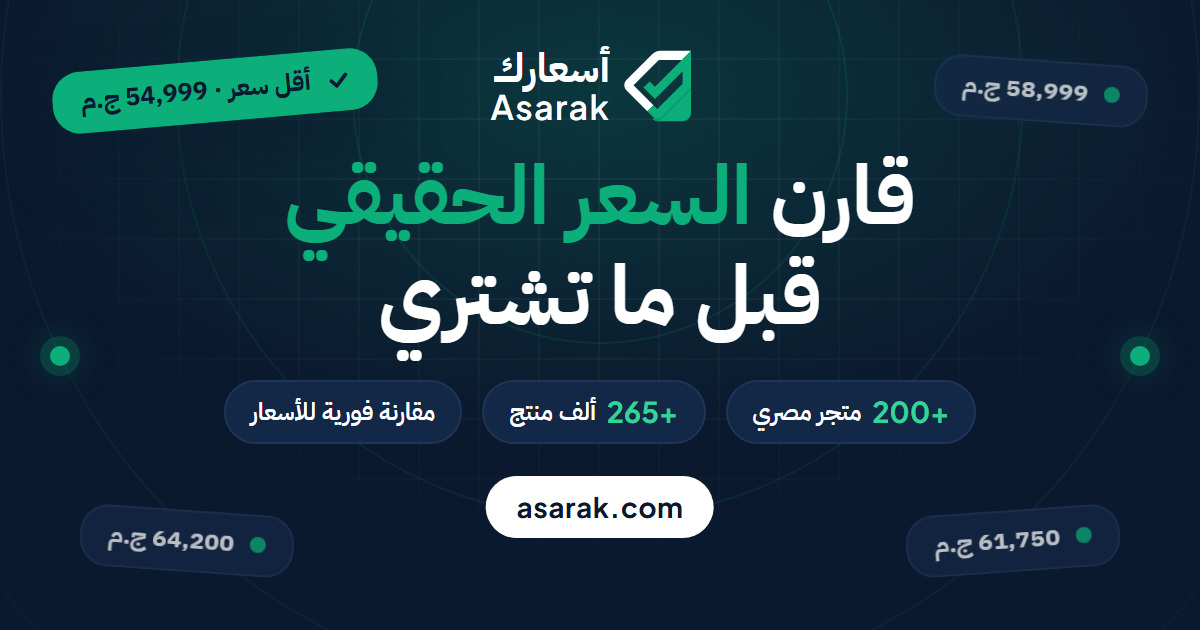 أسعارك
Asarak
58,999 ج.م
أقل سعر · 54,999 ج.م
قارن السعر الحقيقي
قبل ما تشتري
+200 متجر مصري
+265 ألف منتج
مقارنة فورية للأسعار
asarak.com
61,750 ج.م
64,200 ج.م